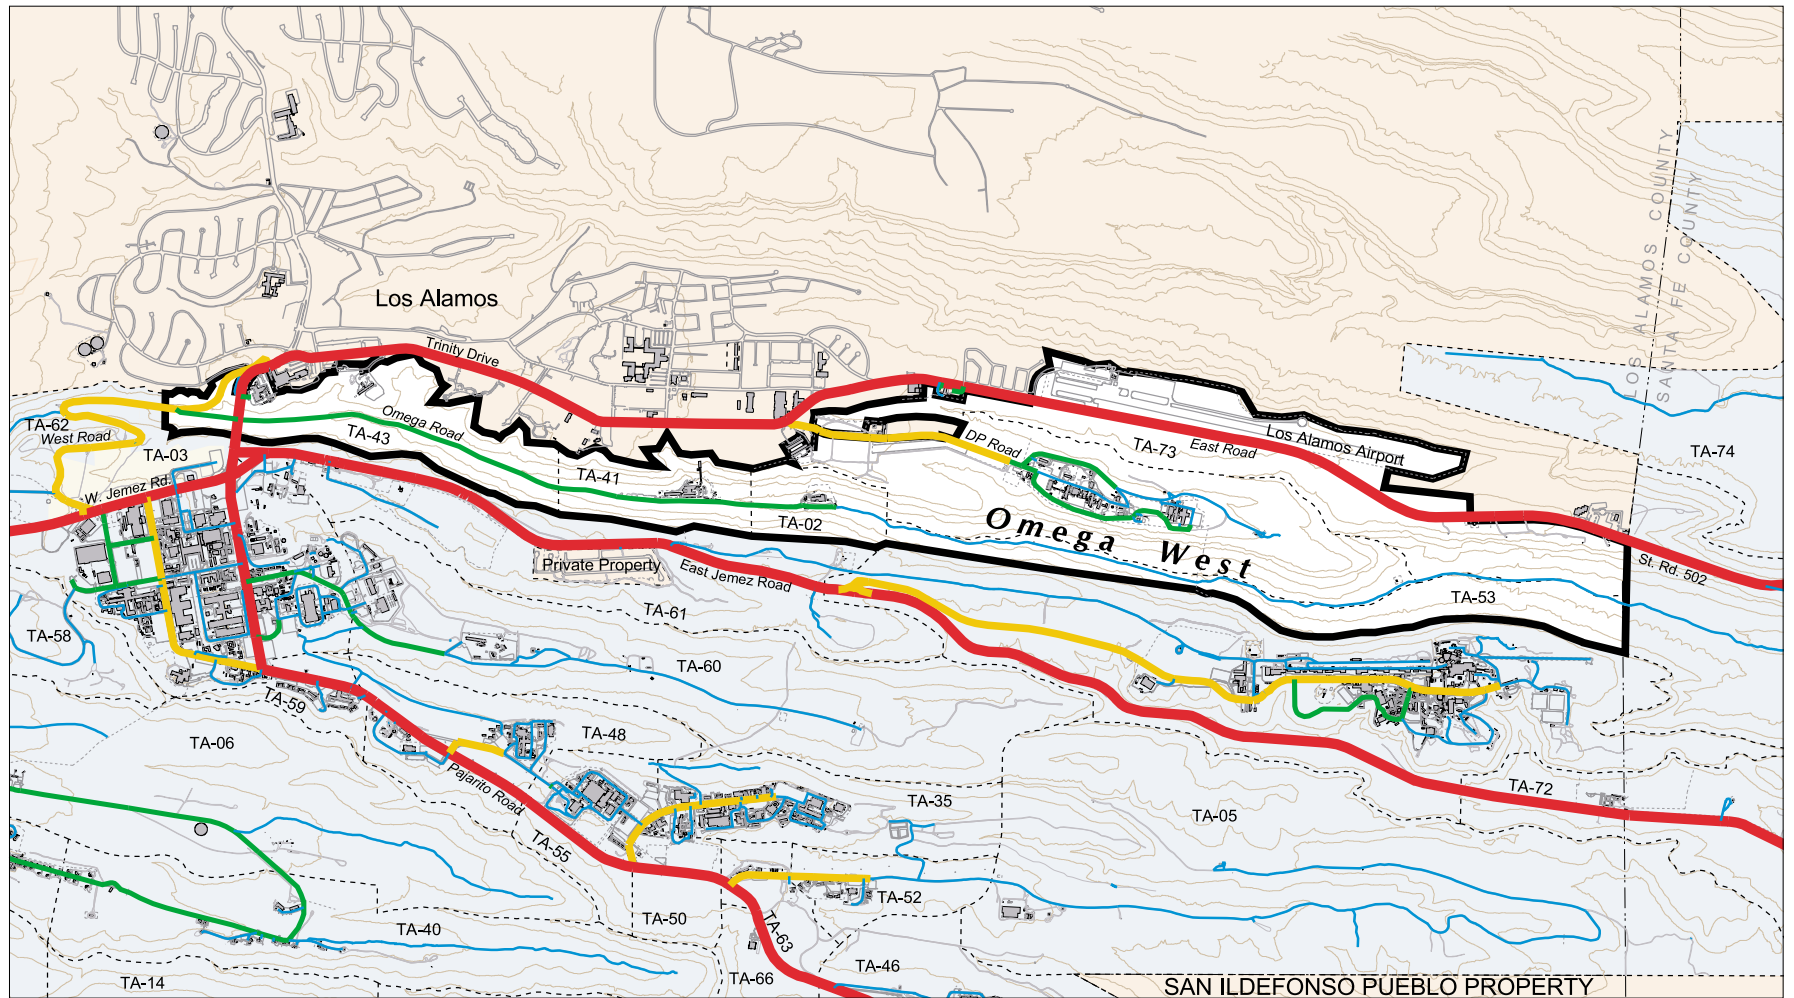 LOS ALAMOS COUNTY
SANTA FE COUNTY
Los Alamos
Trinity Drive
TA-62
West Road
TA-03
W. Jemez Rd.
TA-43
Omega Road
TA-41
TA-02
DP Road
TA-73
East Road
Los Alamos Airport
TA-74
Omega West
St. Rd. 502
Private Property
East Jemez Road
TA-53
TA-61
TA-58
TA-60
TA-59
TA-06
TA-48
Pajarito Road
TA-35
TA-05
TA-72
TA-55
TA-52
TA-50
TA-63
TA-40
TA-66
TA-46
TA-14
SAN ILDEFONSO PUEBLO PROPERTY